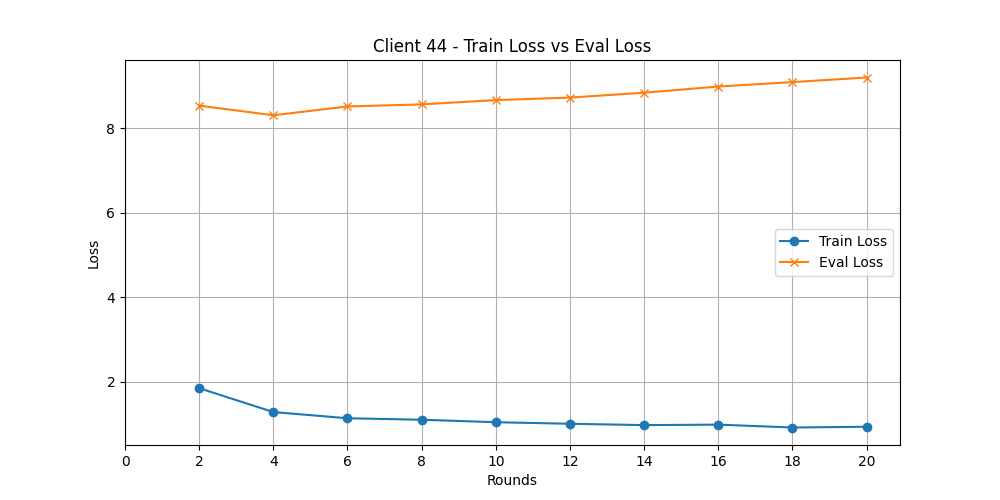 Client 44 - Train Loss vs Eval Loss
Loss
8
6
4
2
Train Loss
Eval Loss
0 2 4 6 8 10 12 14 16 18 20
Rounds